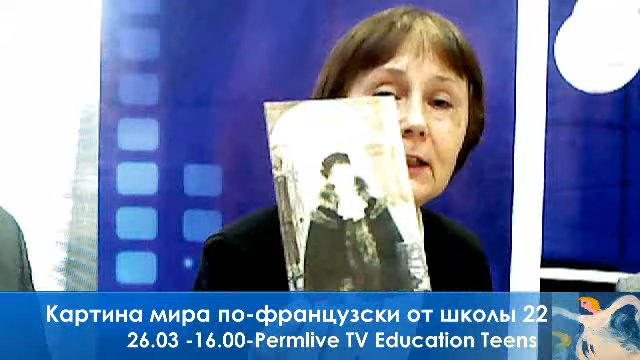 Картина мира по-французски от школы 22
26.03 -16.00-Permlive TV Education Teens